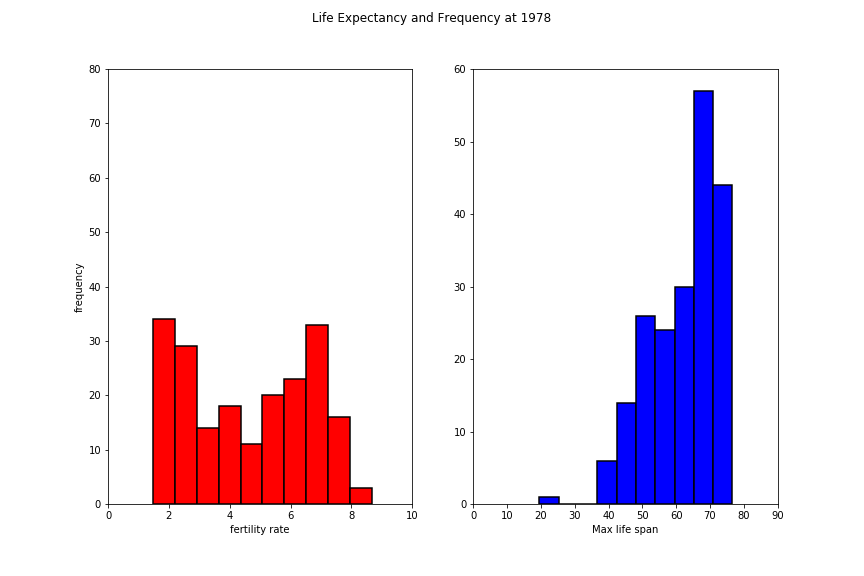 Life Expectancy and Frequency at 1978
80
70
60
50
40
30
20
10
0
frequency
0 2 4 6 8 10
fertility rate
60
50
40
30
20
10
0
0 10 20 30 40 50 60 70 80 90
Max life span